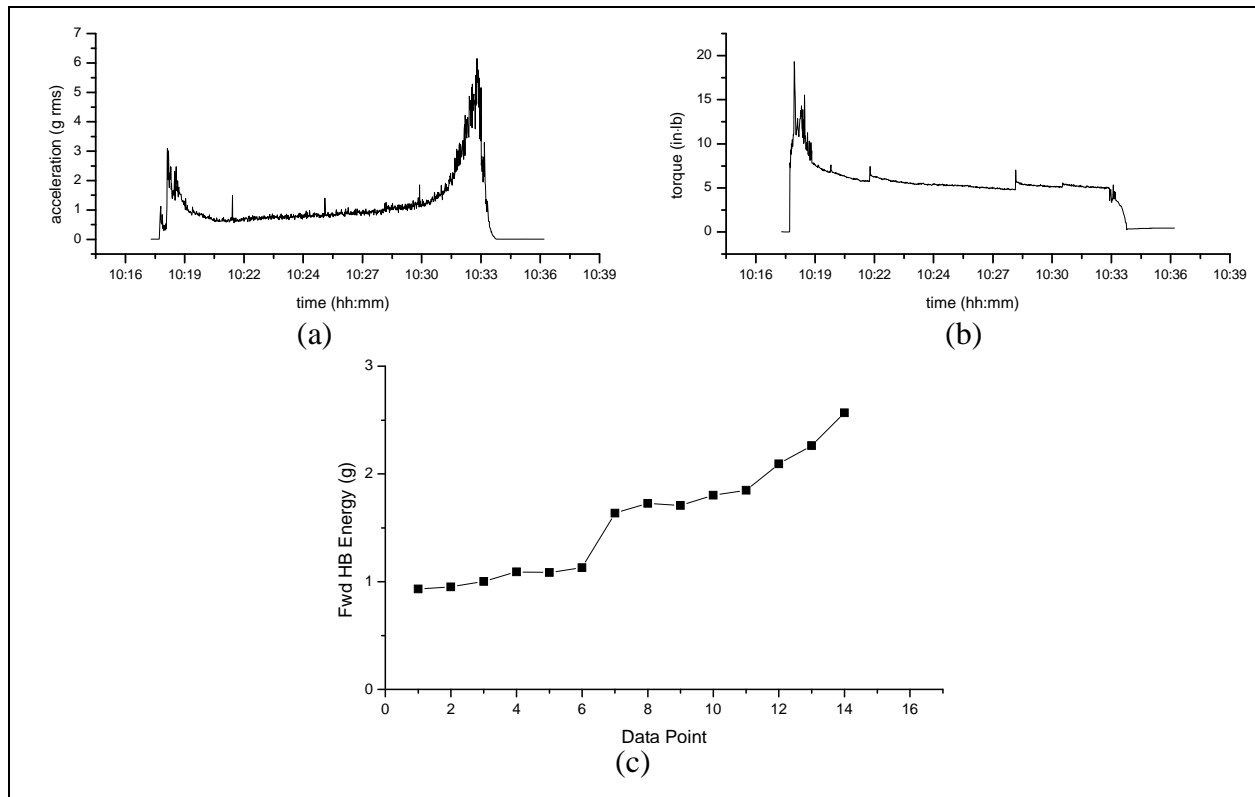 7
6
5
4
3
2
1
0
acceleration (g rms)
10:16 10:19 10:22 10:24 10:27 10:30 10:33 10:36 10:39
time (hh:mm)
(a)
20
15
10
5
0
torque (in·lb)
10:16 10:19 10:22 10:24 10:27 10:30 10:33 10:36 10:39
time (hh:mm)
(b)
3
2
1
0
Fwd HB Energy (g)
0 2 4 6 8 10 12 14 16
Data Point
(c)